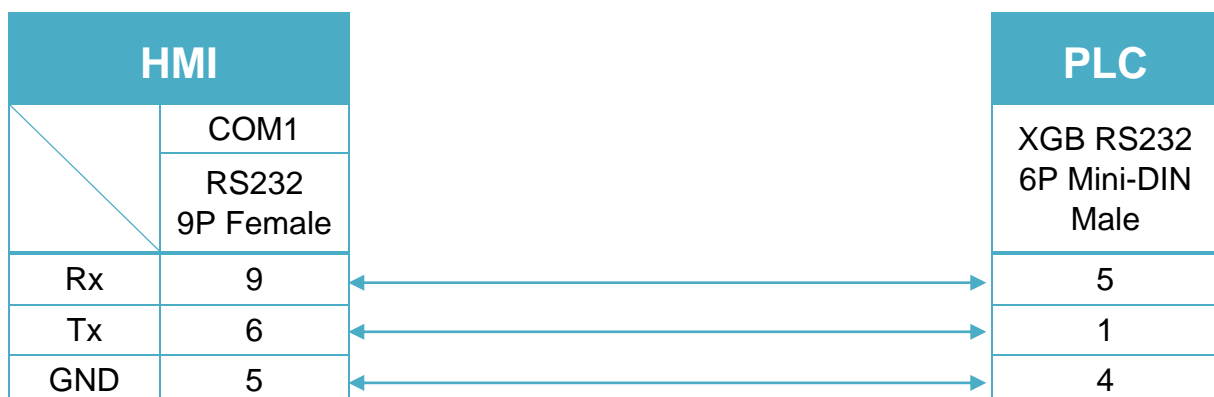 HMI
PLC
COM1
RS232
9P Female
XGB RS232
6P Mini-DIN
Male
Rx 9 5
Tx 6 1
GND 5 4